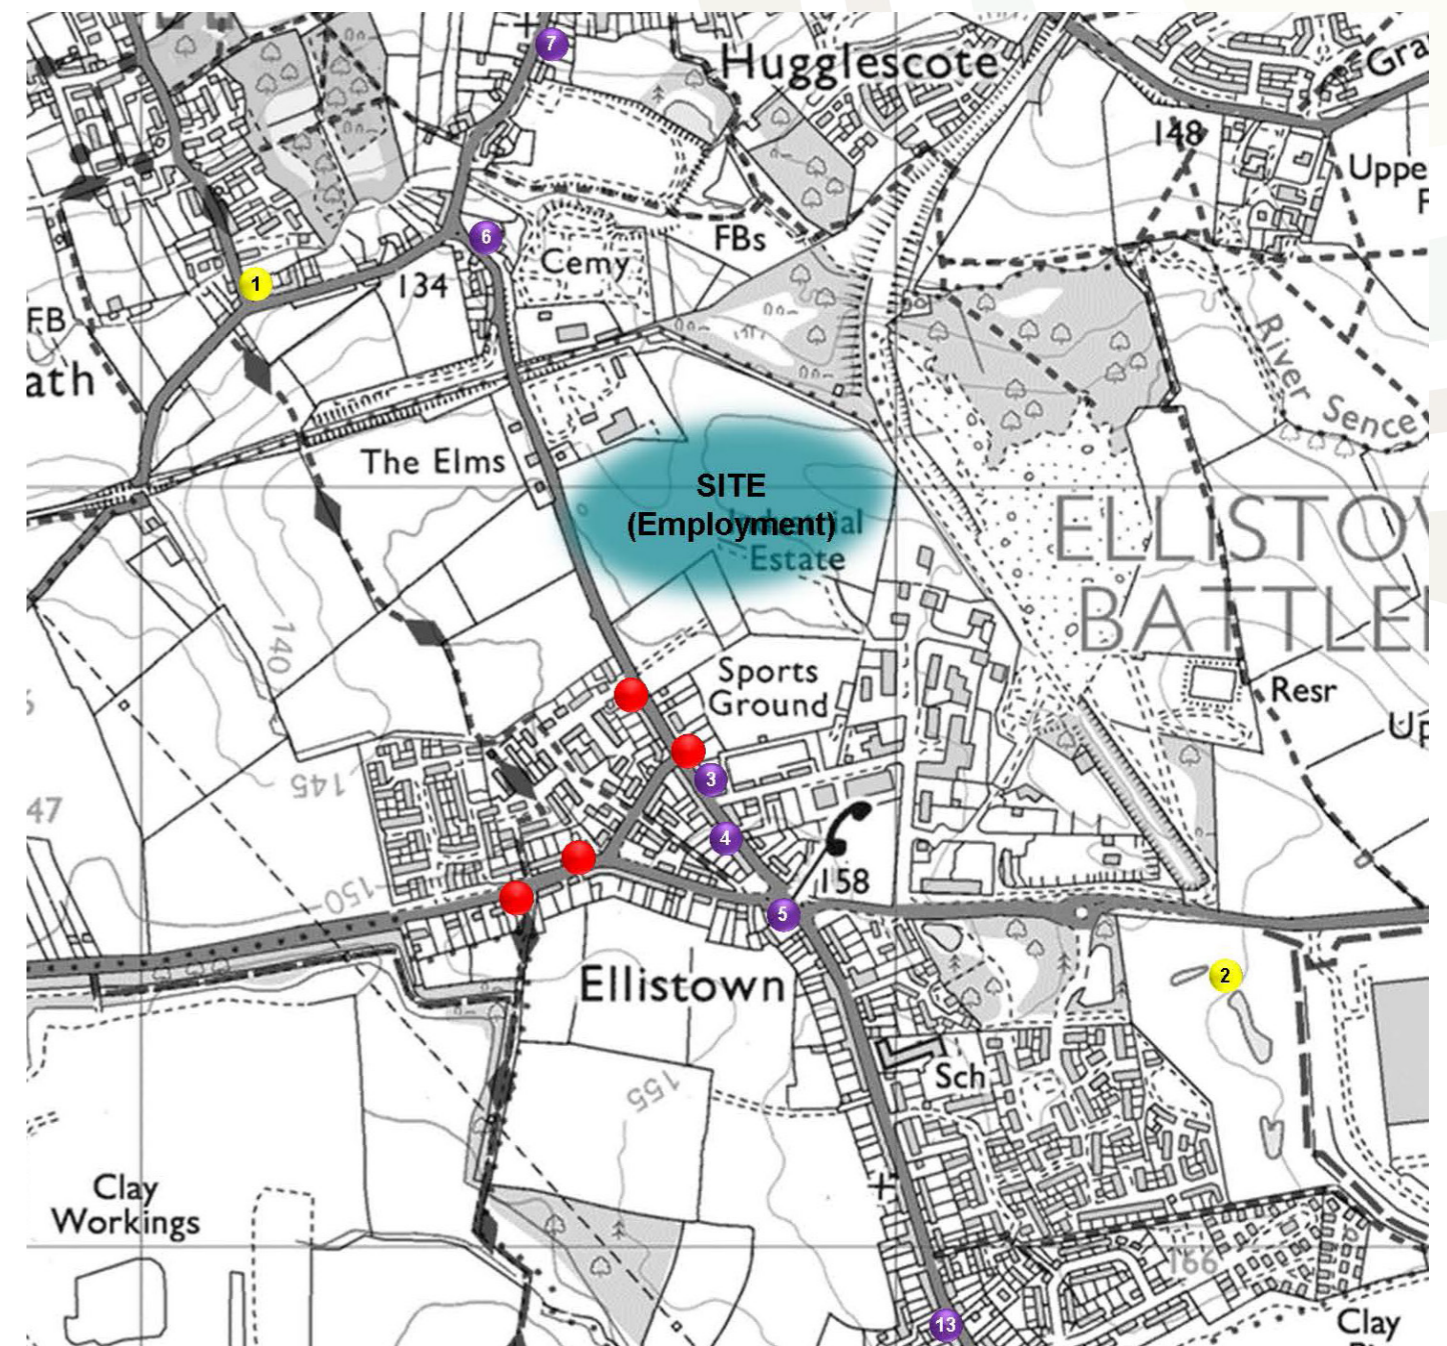 7
Hugglescote
Gra
148
Uppe
F
6
FBs
Cemy
1
134
FB
ath
River Sence
The Elms
SITE
(Employment)
Estate
ELLISTOW
BATTLE
140
Sports
Ground
Resr
Up
145
3
47
4
158
150
5
2
Ellistown
Sch
155
Clay
Workings
166
13
Clay